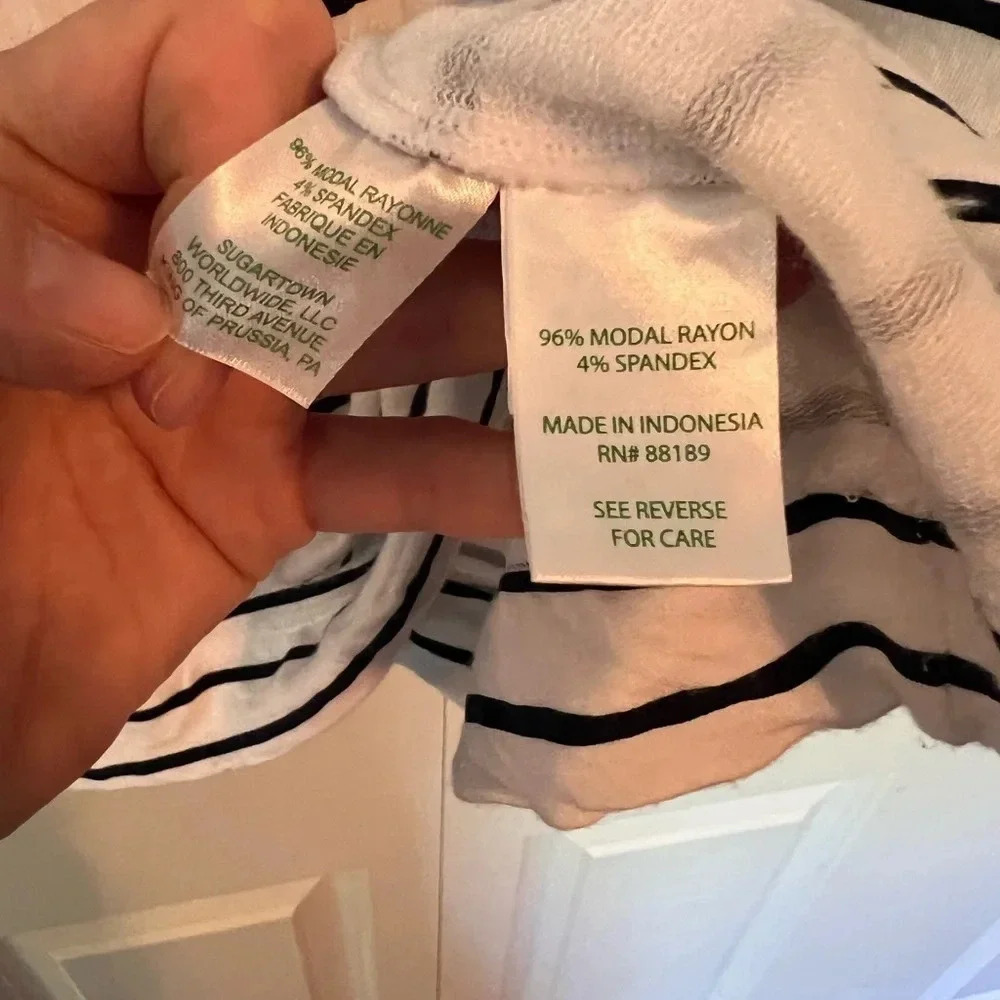 96% MODAL RAYONNE
4% SPANDEX
FABRIQUE EN
INDONESIE
SUGARTOWN
WORLDWIDE, LLC
THIRD AVENUE
OF PRUSSIA, PA
96% MODAL RAYON
4% SPANDEX
MADE IN INDONESIA
RN# 88189
SEE REVERSE
FOR CARE